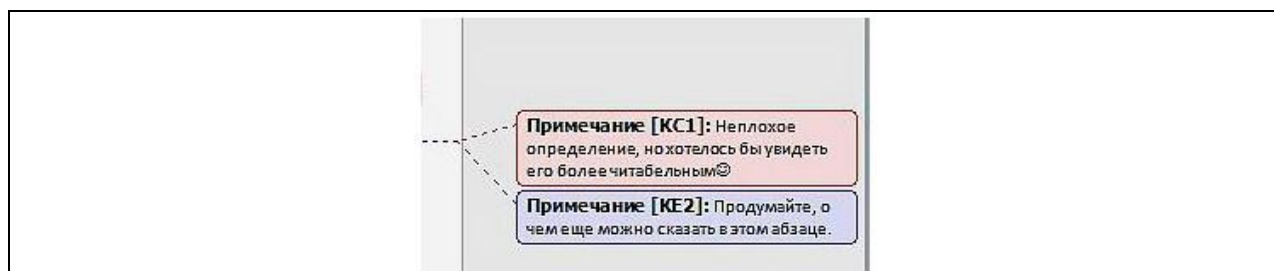 Примечание [КС1]: Неплохое
определение, но хотелось бы увидеть
его более читабельным☺
Примечание [КЕ2]: Продумайте, о
чем еще можно сказать в этом абзаце.